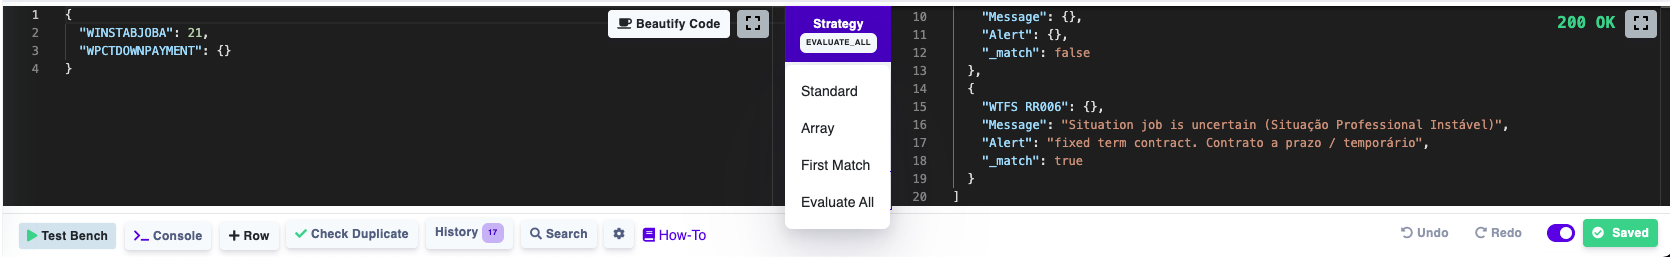 1 {
2 "WINSTABJOBA": 21,
3 "WPCTDOWNPAYMENT": {}
4 }
Beautify Code
Strategy
EVALUATE_ALL
Standard
Array
First Match
Evaluate All
10 "Message": {},
11 "Alert": {},
12 "_match": false
13 },
14 {
15 "WTFS RR006": {},
16 "Message": "Situation job is uncertain (Situação Professional Instável)",
17 "Alert": "fixed term contract. Contrato a prazo / temporário",
18 "_match": true
19 }
20 ]
200 OK
Test Bench
Console
Row
Check Duplicate
History 17
Search
How-To
Undo
Redo
Saved